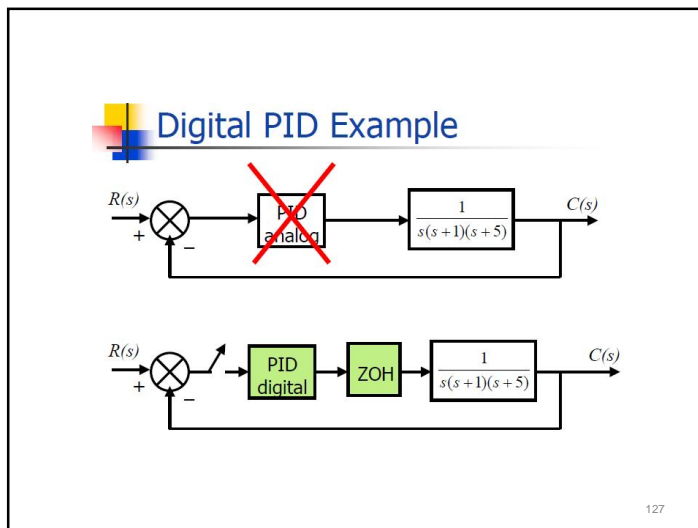 Digital PID Example
R(s)
+
−
PID
analog
1
s(s+1)(s+5)
C(s)
R(s)
+
−
PID
digital
ZOH
1
s(s+1)(s+5)
C(s)
127